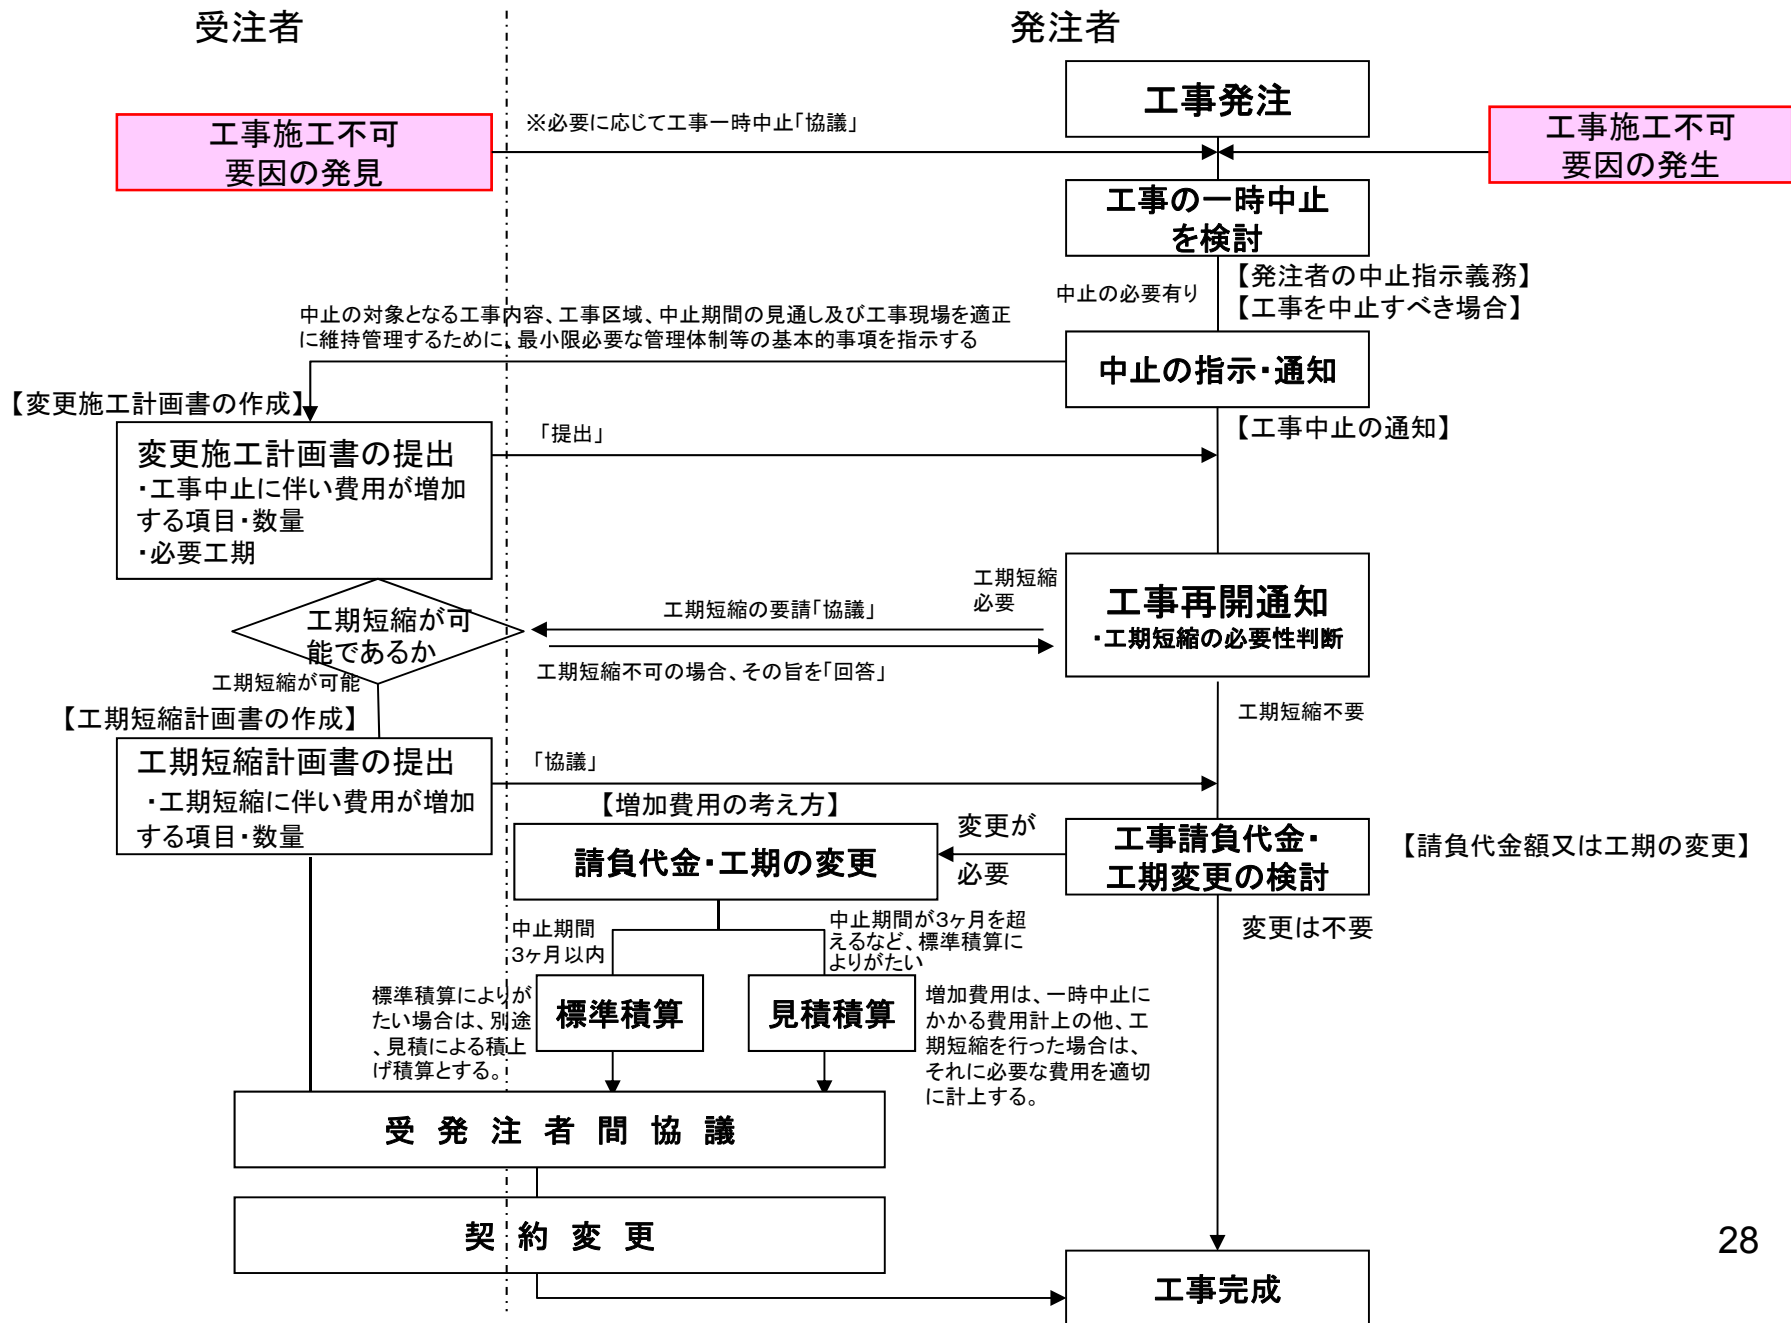 受注者
発注者
工事発注
工事施工不可
要因の発見
※必要に応じて工事一時中止「協議」
工事施工不可
要因の発生
工事の一時中止
を検討
中止の必要有り
【発注者の中止指示義務】
【工事を中止すべき場合】
中止の対象となる工事内容、工事区域、中止期間の見通し及び工事現場を適正
に維持管理するために、最小限必要な管理体制等の基本的事項を指示する
中止の指示・通知
【変更施工計画書の作成】
【工事中止の通知】
変更施工計画書の提出
・工事中止に伴い費用が増加
する項目・数量
・必要工期
「提出」
工期短縮
必要
工事再開通知
・工期短縮の必要性判断
工期短縮の要請「協議」
工期短縮が可
能であるか
工期短縮不可の場合、その旨を「回答」
工期短縮が可能
工期短縮不要
【工期短縮計画書の作成】
工期短縮計画書の提出
・工期短縮に伴い費用が増加
する項目・数量
「協議」
【増加費用の考え方】
請負代金・工期の変更
変更が
必要
工事請負代金・
工期変更の検討
【請負代金額又は工期の変更】
変更は不要
中止期間
3ヶ月以内
中止期間が3ヶ月を超
えるなど、標準積算に
よりがたい
標準積算によりが
たい場合は、別途
、見積による積上
げ積算とする。
標準積算
見積積算
増加費用は、一時中止に
かかる費用計上の他、工
期短縮を行った場合は、
それに必要な費用を適切
に計上する。
受発注者間協議
契約変更
工事完成
28